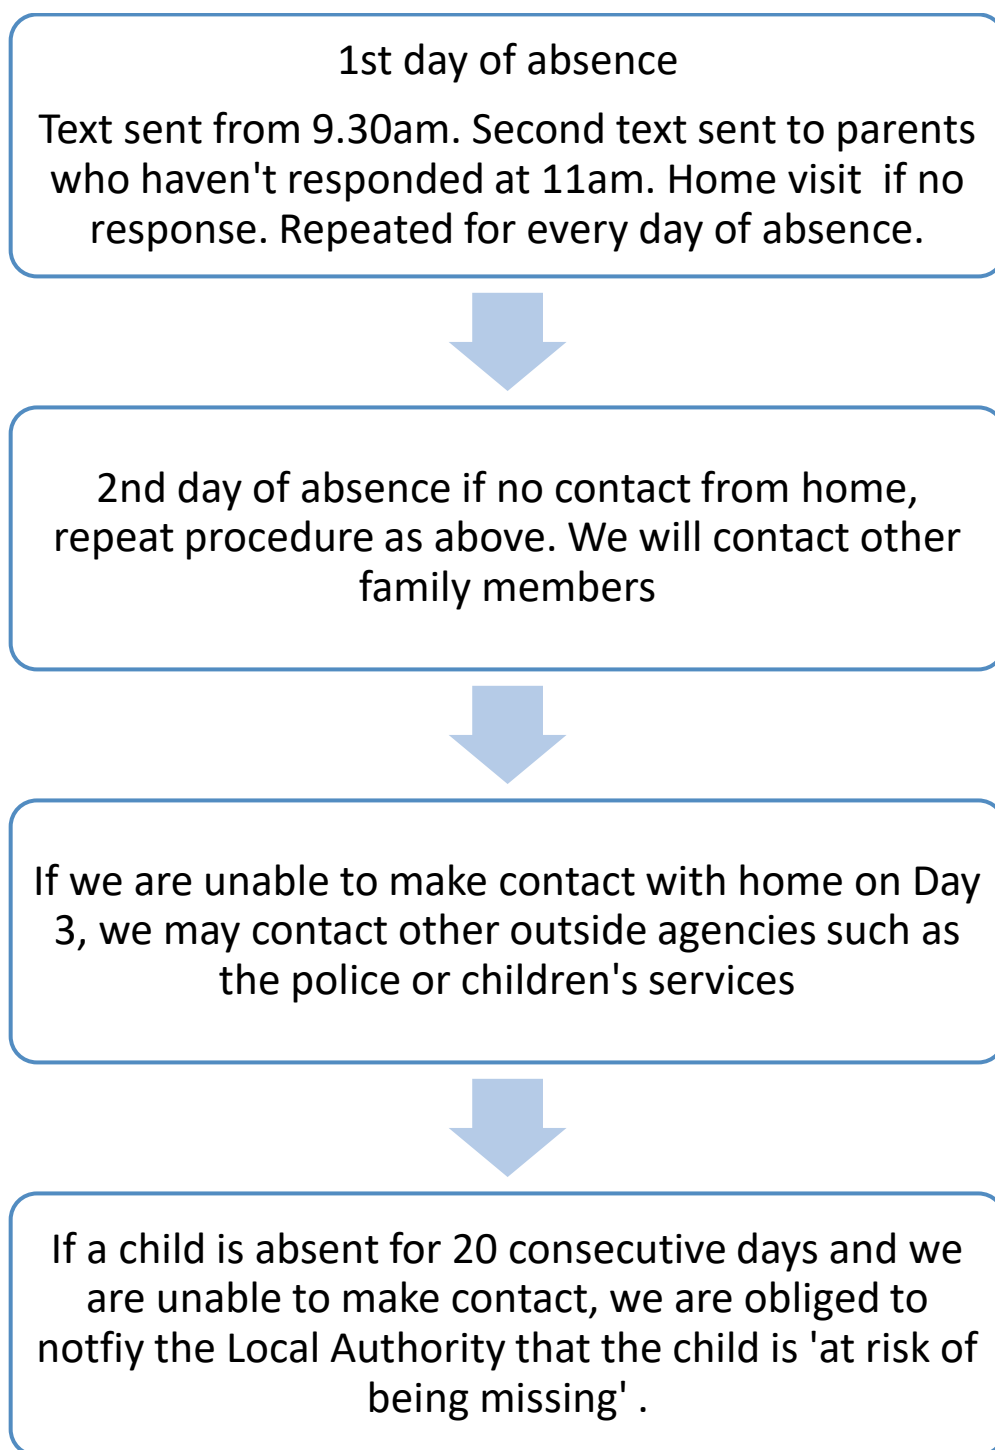 1st day of absence
Text sent from 9.30am. Second text sent to parents
who haven't responded at 11am. Home visit  if no
response. Repeated for every day of absence.
2nd day of absence if no contact from home,
repeat procedure as above. We will contact other
family members
If we are unable to make contact with home on Day
3, we may contact other outside agencies such as
the police or children's services
If a child is absent for 20 consecutive days and we
are unable to make contact, we are obliged to
notfiy the Local Authority that the child is 'at risk of
being missing' .